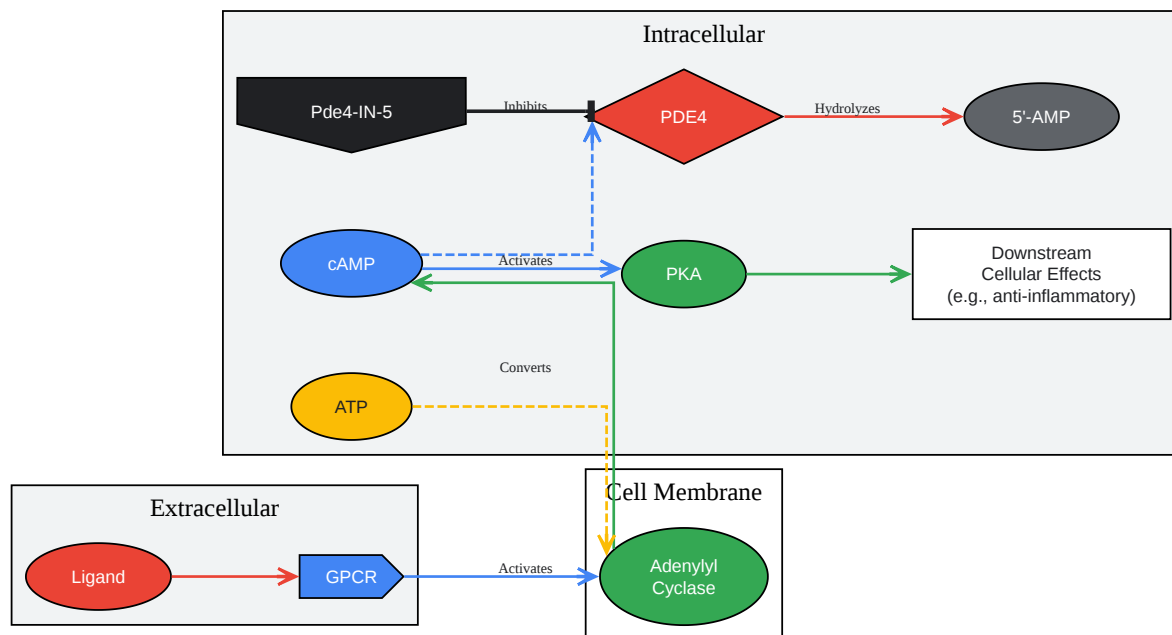 Intracellular
Pde4-IN-5
Inhibits
PDE4
Hydrolyzes
5'-AMP
cAMP
Activates
PKA
Downstream
Cellular Effects
(e.g., anti-inflammatory)
Converts
ATP
Cell Membrane
Extracellular
Ligand
GPCR
Activates
Adenylyl
Cyclase